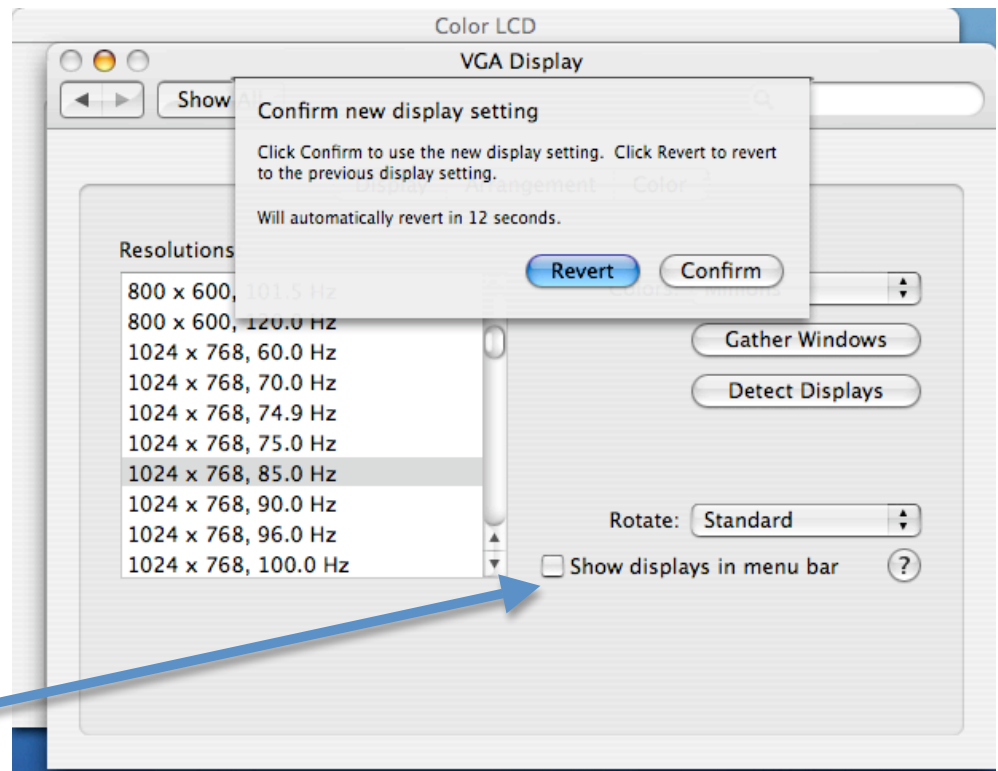 Color LCD
VGA Display
Show All
Confirm new display setting
Click Confirm to use the new display setting. Click Revert to revert
to the previous display setting.
Will automatically revert in 12 seconds.
Revert Confirm
Display Arrangement Color
Resolutions
800 x 600, 101.5 Hz
800 x 600, 120.0 Hz
1024 x 768, 60.0 Hz
1024 x 768, 70.0 Hz
1024 x 768, 74.9 Hz
1024 x 768, 75.0 Hz
1024 x 768, 85.0 Hz
1024 x 768, 90.0 Hz
1024 x 768, 96.0 Hz
1024 x 768, 100.0 Hz
Colors: Millions
Gather Windows
Detect Displays
Rotate: Standard
Show displays in menu bar ?